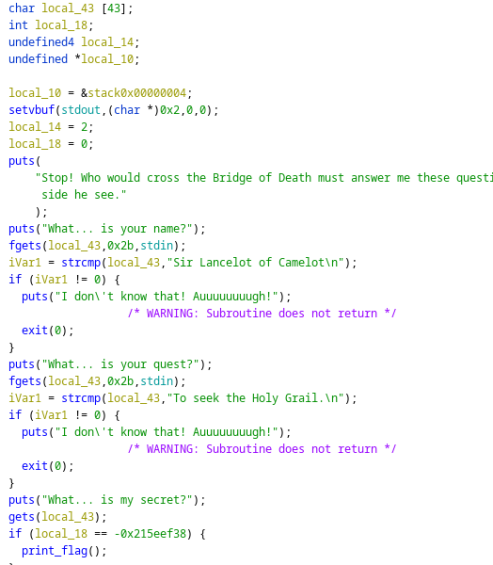 char local_43 [43];
int local_18;
undefined4 local_14;
undefined *local_10;
local_10 = &stack0x00000004;
setvbuf(stdout,(char *)0x2,0,0);
local_14 = 2;
local_18 = 0;
puts(
"Stop! Who would cross the Bridge of Death must answer me these questi
side he see."
);
puts("What... is your name?");
fgets(local_43,0x2b,stdin);
iVar1 = strcmp(local_43,"Sir Lancelot of Camelot\n");
if (iVar1 != 0) {
puts("I don\'t know that! Auuuuuuuugh!");
/* WARNING: Subroutine does not return */
exit(0);
}
puts("What... is your quest?");
fgets(local_43,0x2b,stdin);
iVar1 = strcmp(local_43,"To seek the Holy Grail.\n");
if (iVar1 != 0) {
puts("I don\'t know that! Auuuuuuuugh!");
/* WARNING: Subroutine does not return */
exit(0);
}
puts("What... is my secret?");
gets(local_43);
if (local_18 == -0x215eef38) {
print_flag();
}